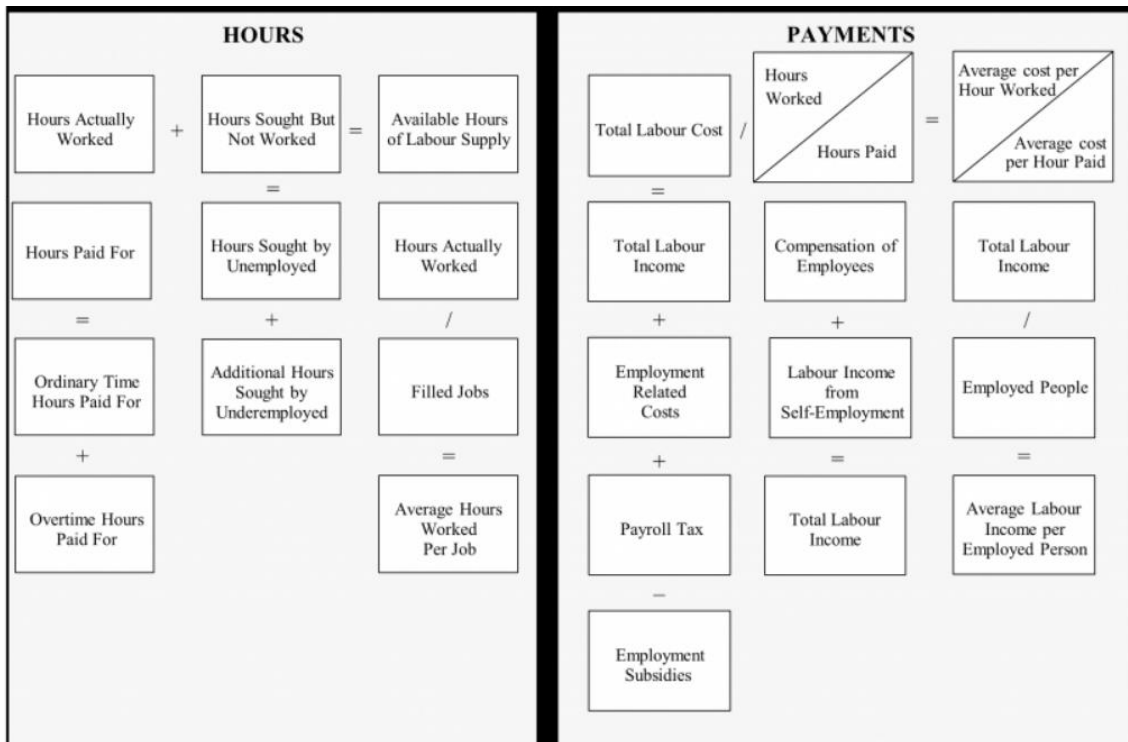 HOURS
Hours Actually
Worked
+
Hours Sought But
Not Worked
=
Available Hours
of Labour Supply
=
Hours Paid For
Hours Sought by
Unemployed
Hours Actually
Worked
=
+
/
Ordinary Time
Hours Paid For
Additional Hours
Sought by
Underemployed
Filled Jobs
+
=
Overtime Hours
Paid For
Average Hours
Worked
Per Job
PAYMENTS
Total Labour Cost
/
Hours
Worked
Hours Paid
=
Average cost per
Hour Worked
Average cost
per Hour Paid
=
Total Labour
Income
Compensation of
Employees
Total Labour
Income
+
+
/
Employment
Related
Costs
Labour Income
from
Self-Employment
Employed People
+
=
=
Payroll Tax
Total Labour
Income
Average Labour
Income per
Employed Person
−
Employment
Subsidies